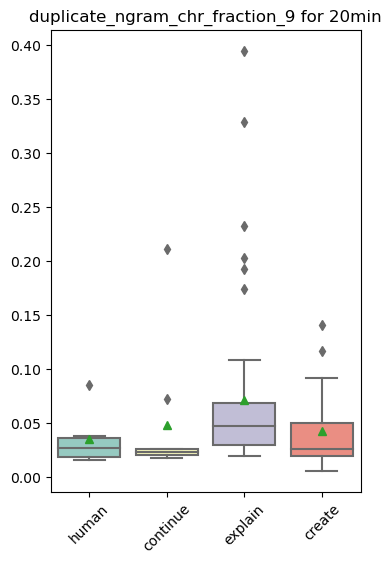 duplicate_ngram_chr_fraction_9 for 20min
0.40
0.35
0.30
0.25
0.20
0.15
0.10
0.05
0.00
human
continue
explain
create